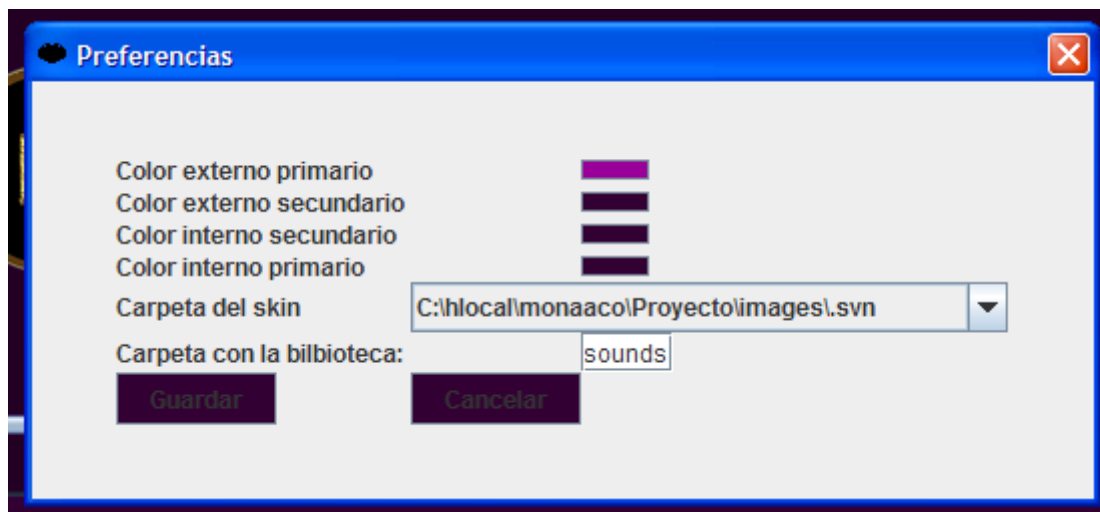 Preferencias
Color externo primario
Color externo secundario
Color interno secundario
Color interno primario
Carpeta del skin C:\hlocal\monaaco\Proyecto\images\.svn
Carpeta con la bilbioteca: sounds
Guardar Cancelar